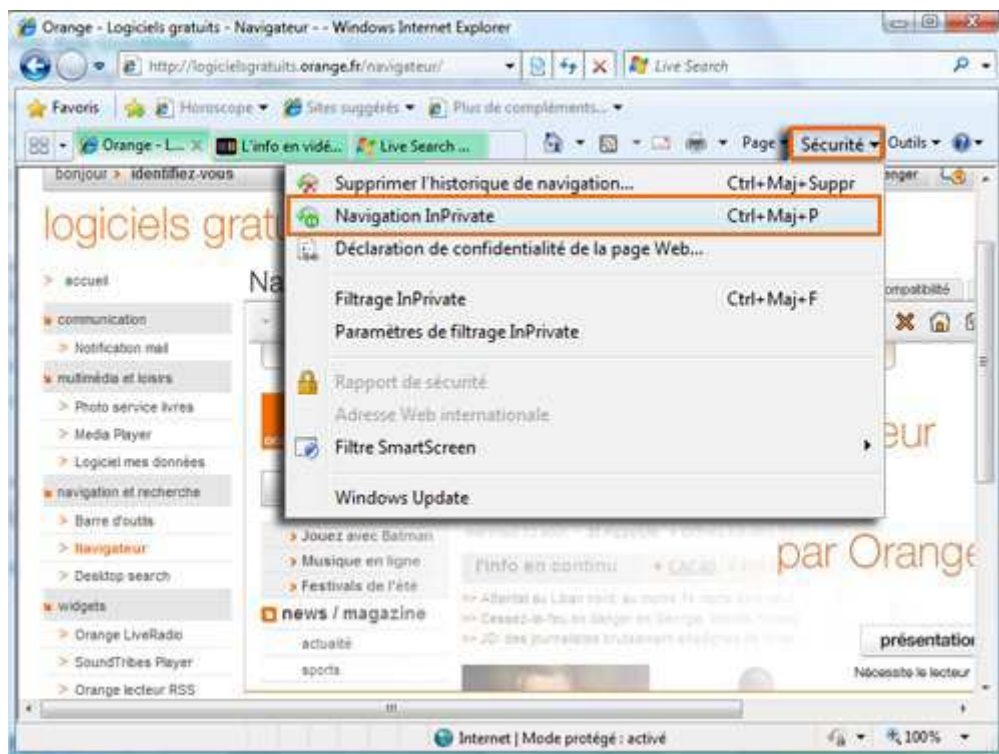 Orange - Logiciels gratuits - Navigateur - - Windows Internet Explorer
http://logicielsgratuits.orange.fr/navigateur/
Live Search
Favoris
Horoscope
Sites suggérés
Plus de compléments...
Orange - L...
L'info en vidé...
Live Search ...
Page
Sécurité
Outils
bonjour > identifiez-vous
logiciels grat
> accueil
Na
communication
> Notification mail
multimédia et loisirs
> Photo service livres
> Media Player
> Logiciel mes données
navigation et recherche
> Barre d'outils
> Navigateur
> Desktop search
widgets
> Orange LiveRadio
> SoundTribes Player
> Orange lecteur RSS
Supprimer l'historique de navigation... Ctrl+Maj+Suppr
Navigation InPrivate Ctrl+Maj+P
Déclaration de confidentialité de la page Web...
Filtrage InPrivate Ctrl+Maj+F
Paramètres de filtrage InPrivate
Rapport de sécurité
Adresse Web internationale
Filtre SmartScreen
Windows Update
ompatibilité
eur
> Jouez avec Batman
> Musique en ligne
> Festivals de l'été
news / magazine
actualité
sports
l'info en continu
par Orange
présentation
Nécessite le lecteur
Internet | Mode protégé : activé
100%